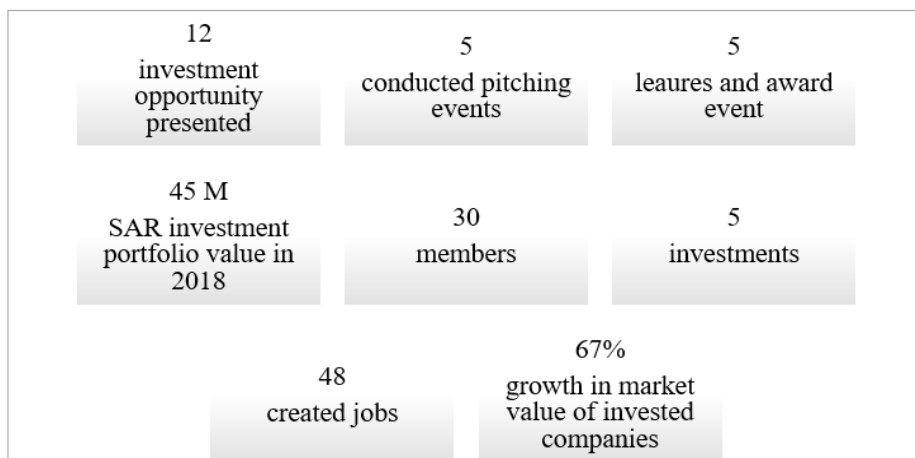 12
investment
opportunity
presented
5
conducted pitching
events
5
leaures and award
event
45 M
SAR investment
portfolio value in
2018
30
members
5
investments
48
created jobs
67%
growth in market
value of invested
companies